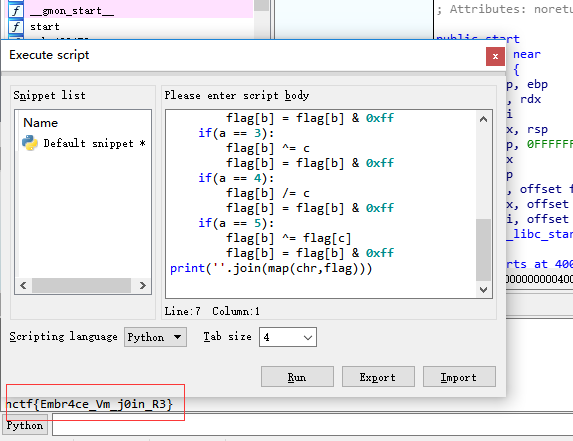 __gmon_start__
start
; Attributes: noretu
public start
near
{
p, ebp
, rdx
i
x, rsp
p, 0FFFFFF
x
p
, offset f
x, offset
i, offset
_libc_star
arts at 400
0000000000400
Execute script
x
Snippet list
Name
Default snippet *
Please enter script body
flag[b] = flag[b] & 0xff
if(a == 3):
flag[b] ^= c
flag[b] = flag[b] & 0xff
if(a == 4):
flag[b] /= c
flag[b] = flag[b] & 0xff
if(a == 5):
flag[b] ^= flag[c]
flag[b] = flag[b] & 0xff
print(''.join(map(chr,flag)))
Line:7 Column:1
Scripting language Python Tab size 4
Run Export Import
nctf{Embr4ce_Vm_j0in_R3}
Python